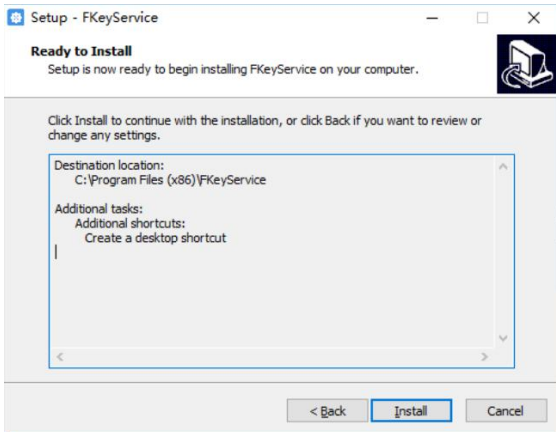 Setup - FKeyService
Ready to Install
Setup is now ready to begin installing FKeyService on your computer.
Click Install to continue with the installation, or click Back if you want to review or
change any settings.
Destination location:
C:\Program Files (x86)\FKeyService
Additional tasks:
Additional shortcuts:
Create a desktop shortcut
< Back
Install
Cancel